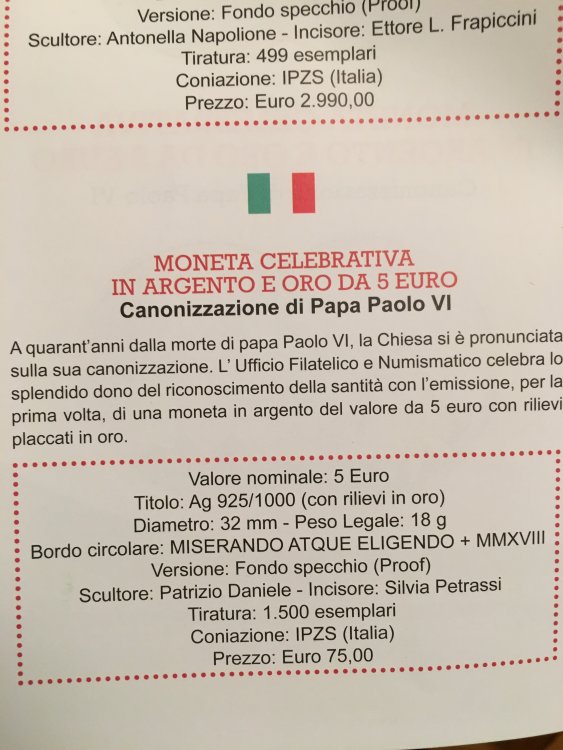 Versione: Fondo specchio (Proof)
Scultore: Antonella Napolione - Incisore: Ettore L. Frapiccini
Tiratura: 499 esemplari
Coniazione: IPZS (Italia)
Prezzo: Euro 2.990,00
MONETA CELEBRATIVA
IN ARGENTO E ORO DA 5 EURO
Canonizzazione di Papa Paolo VI
A quarant'anni dalla morte di papa Paolo VI, la Chiesa si è pronunciata
sulla sua canonizzazione. L' Ufficio Filatelico e Numismatico celebra lo
splendido dono del riconoscimento della santità con l'emissione, per la
prima volta, di una moneta in argento del valore da 5 euro con rilievi
placcati in oro.
Valore nominale: 5 Euro
Titolo: Ag 925/1000 (con rilievi in oro)
Diametro: 32 mm - Peso Legale: 18 g
Bordo circolare: MISERANDO ATQUE ELIGENDO + MMXVIII
Versione: Fondo specchio (Proof)
Scultore: Patrizio Daniele - Incisore: Silvia Petrassi
Tiratura: 1.500 esemplari
Coniazione: IPZS (Italia)
Prezzo: Euro 75,00